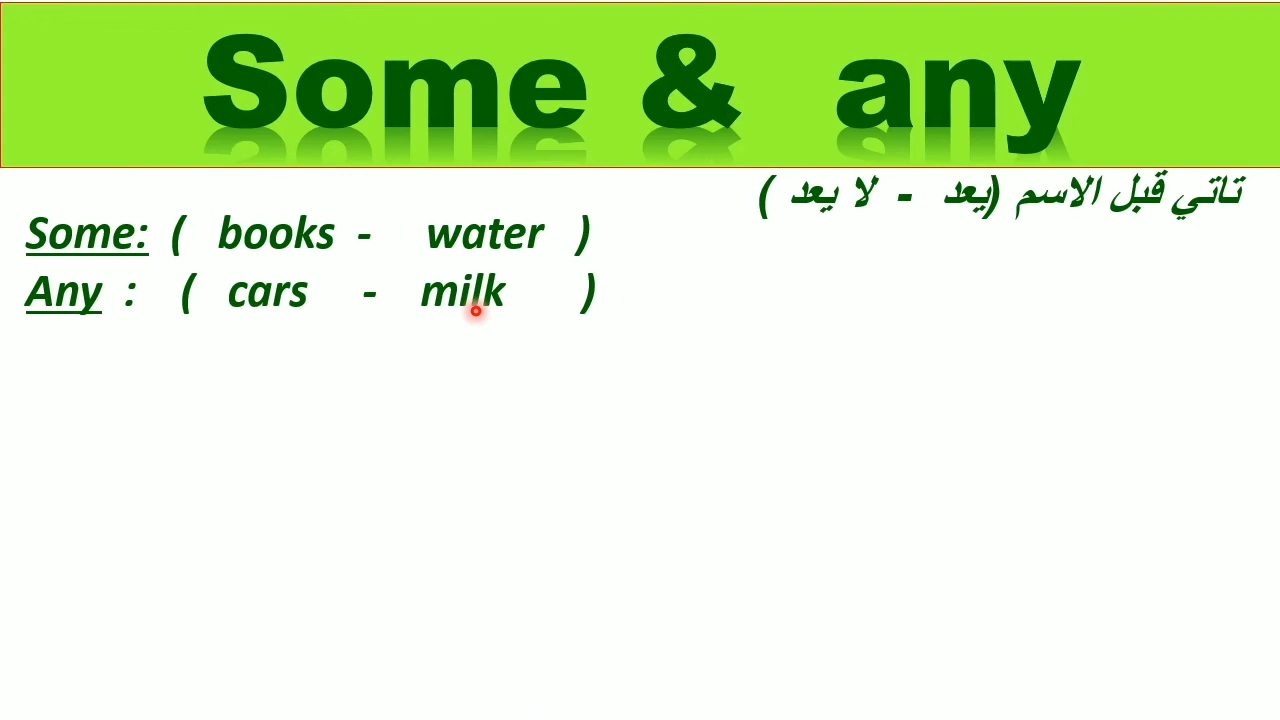 Some & any
تاتي قبل الاسم (يعد - لا يعد )
Some: ( books - water )
Any : ( cars - milk )